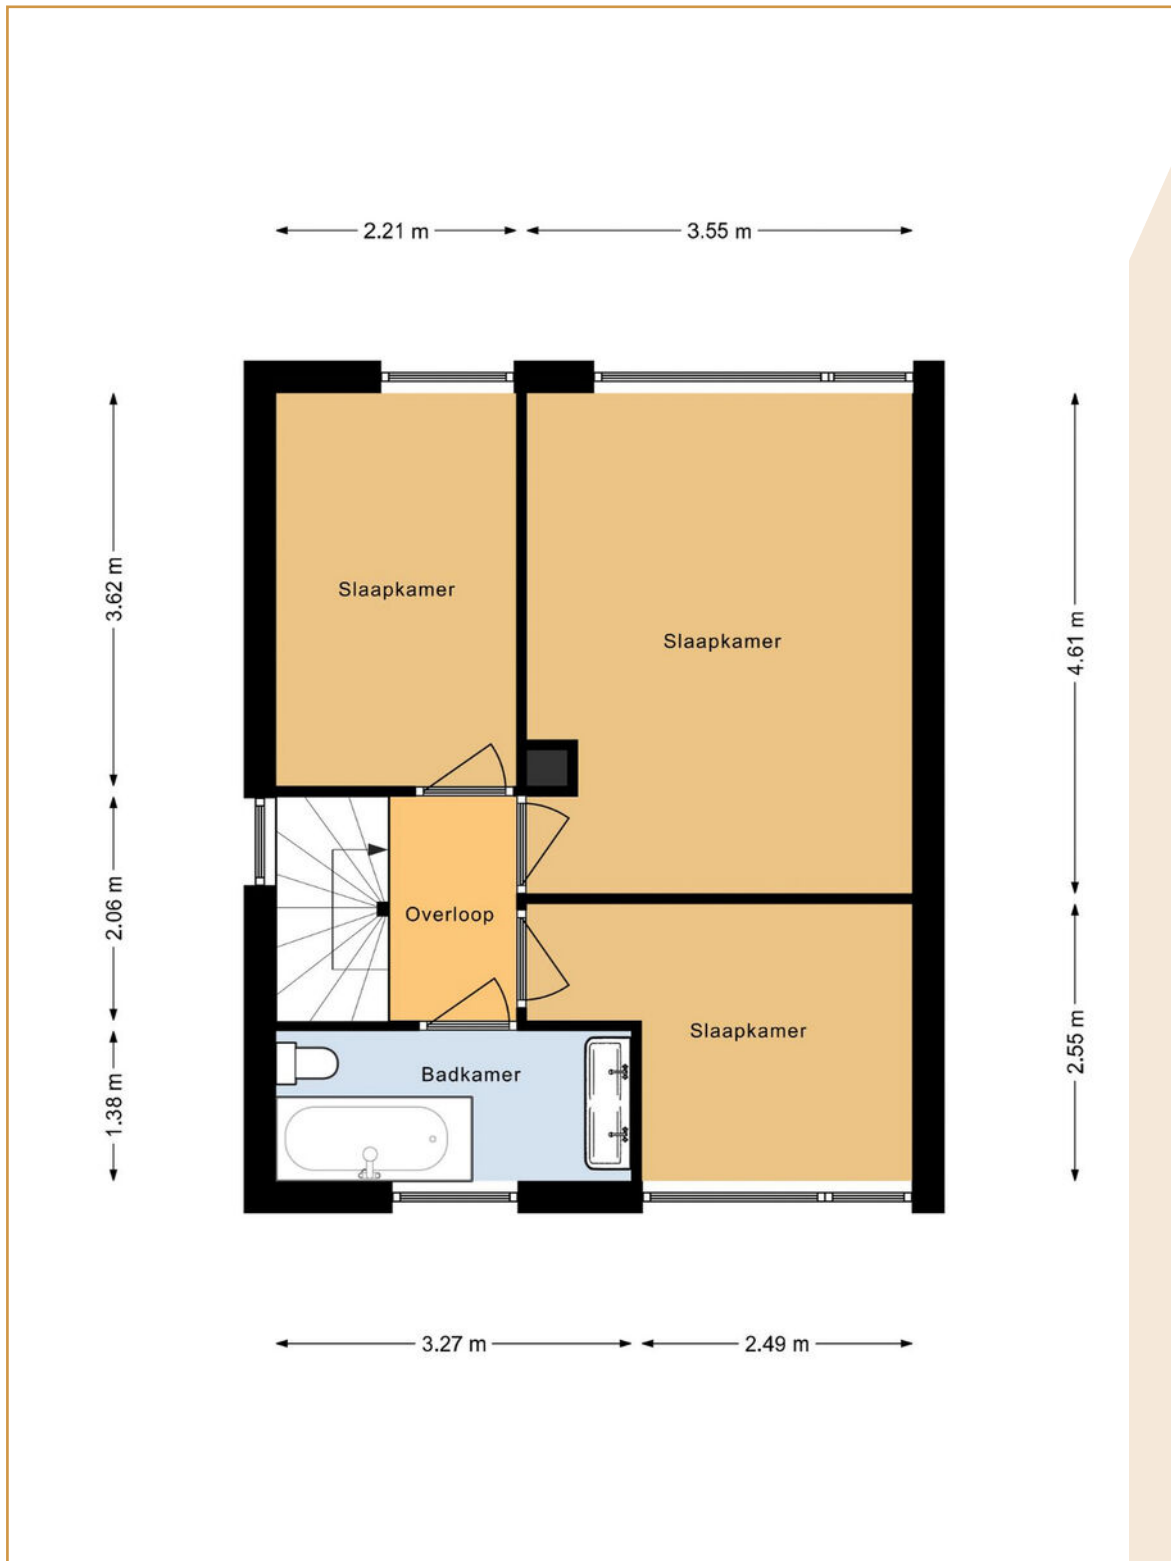 2.21 m
3.55 m
3.62 m
Slaapkamer
Slaapkamer
4.61 m
2.06 m
Overloop
Slaapkamer
2.55 m
Badkamer
1.38 m
3.27 m
2.49 m